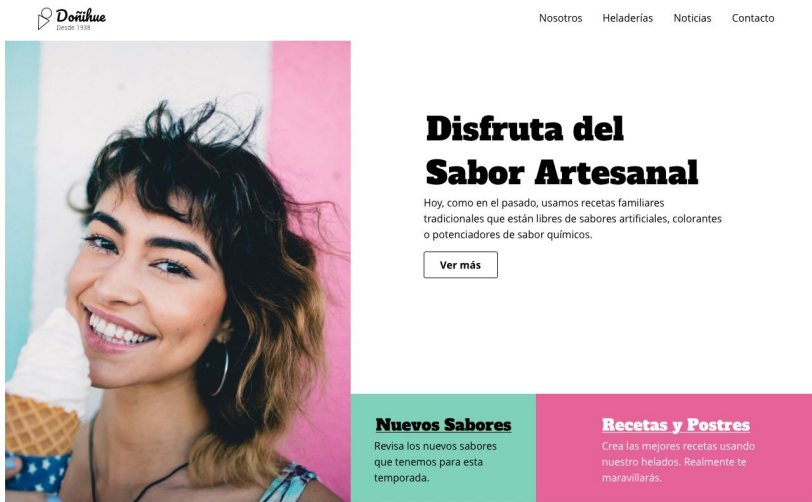 Doñihue
Desde 1938
Nosotros Heladerías Noticias Contacto
Disfruta del
Sabor Artesanal
Hoy, como en el pasado, usamos recetas familiares
tradicionales que están libres de sabores artificiales, colorantes
o potenciadores de sabor químicos.
Ver más
Nuevos Sabores
Revisa los nuevos sabores
que tenemos para esta
temporada.
Recetas y Postres
Crea las mejores recetas usando
nuestro helados. Realmente te
maravillarás.